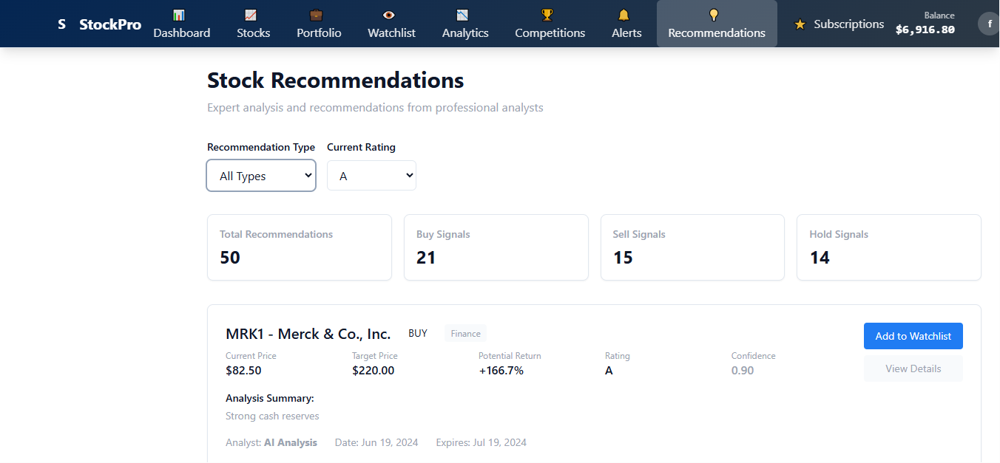 S StockPro
Dashboard Stocks Portfolio Watchlist Analytics Competitions Alerts Recommendations Subscriptions
Balance
$6,916.80
f
Stock Recommendations
Expert analysis and recommendations from professional analysts
Recommendation Type Current Rating
All Types A
Total Recommendations Buy Signals Sell Signals Hold Signals
50 21 15 14
MRK1 - Merck & Co., Inc. BUY Finance
Add to Watchlist
Current Price Target Price Potential Return Rating Confidence
$82.50 $220.00 +166.7% A 0.90
View Details
Analysis Summary:
Strong cash reserves
Analyst: AI Analysis Date: Jun 19, 2024 Expires: Jul 19, 2024